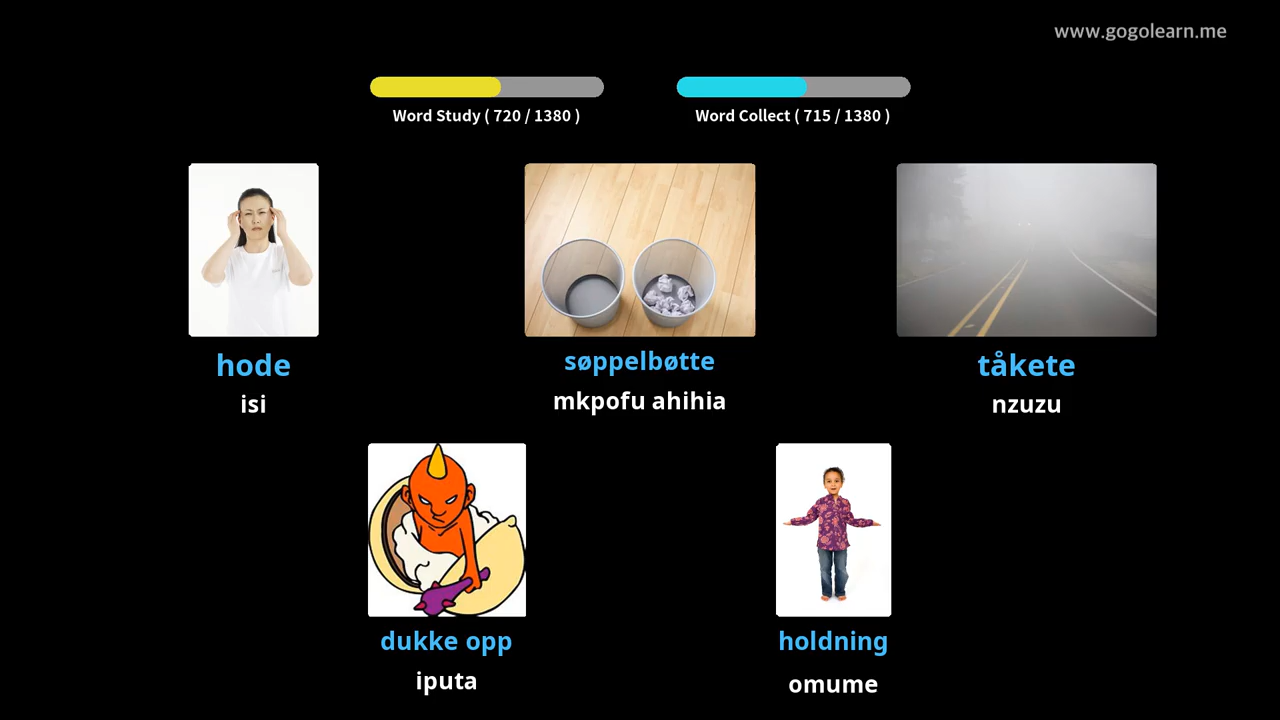 www.gogolearn.me
Word Study ( 720 / 1380 )
Word Collect ( 715 / 1380 )
hode
isi
søppelbøtte
mkpofu ahihia
tåkete
nzuzu
dukke opp
iputa
holdning
omume